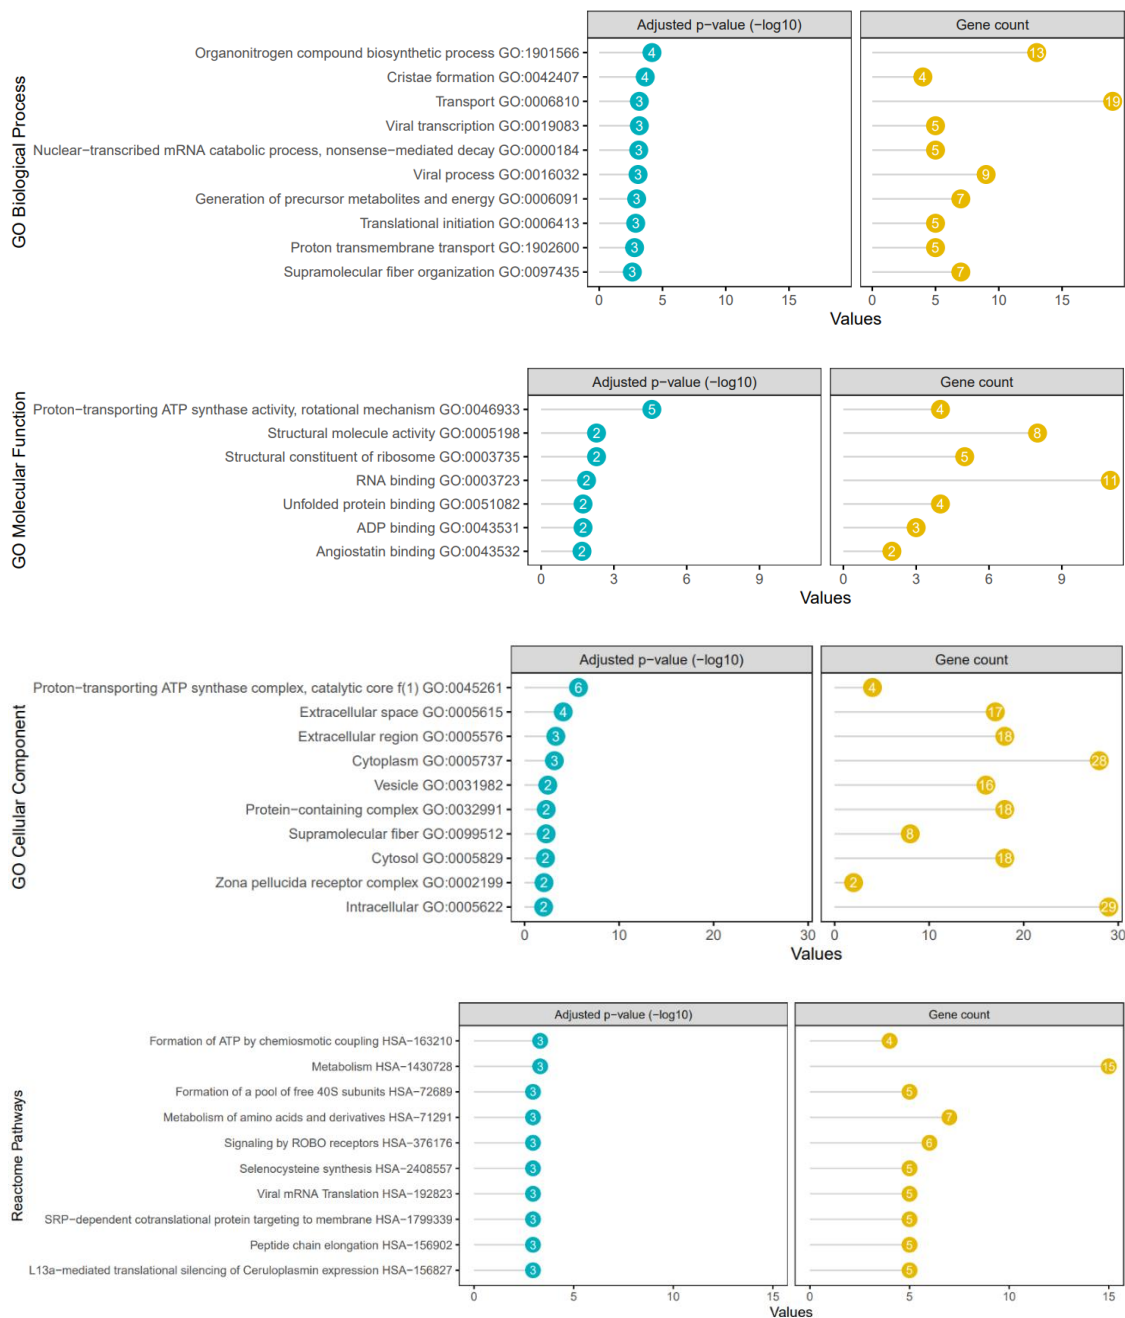 GO Biological Process
Adjusted p−value (−log10)
Gene count
Organonitrogen compound biosynthetic process GO:1901566 4 13
Cristae formation GO:0042407 4 4
Transport GO:0006810 3 19
Viral transcription GO:0019083 3 5
Nuclear−transcribed mRNA catabolic process, nonsense−mediated decay GO:0000184 3 5
Viral process GO:0016032 3 9
Generation of precursor metabolites and energy GO:0006091 3 7
Translational initiation GO:0006413 3 5
Proton transmembrane transport GO:1902600 3 5
Supramolecular fiber organization GO:0097435 3 7
0 5 10 15 0 5 10 15
Values
GO Molecular Function
Adjusted p−value (−log10)
Gene count
Proton−transporting ATP synthase activity, rotational mechanism GO:0046933 5 4
Structural molecule activity GO:0005198 2 8
Structural constituent of ribosome GO:0003735 2 5
RNA binding GO:0003723 2 11
Unfolded protein binding GO:0051082 2 4
ADP binding GO:0043531 2 3
Angiostatin binding GO:0043532 2 2
0 3 6 9 0 3 6 9
Values
GO Cellular Component
Adjusted p−value (−log10)
Gene count
Proton−transporting ATP synthase complex, catalytic core f(1) GO:0045261 6 4
Extracellular space GO:0005615 4 17
Extracellular region GO:0005576 3 18
Cytoplasm GO:0005737 3 28
Vesicle GO:0031982 2 16
Protein−containing complex GO:0032991 2 18
Supramolecular fiber GO:0099512 2 8
Cytosol GO:0005829 2 18
Zona pellucida receptor complex GO:0002199 2 2
Intracellular GO:0005622 2 29
0 10 20 30 0 10 20 30
Values
Reactome Pathways
Adjusted p−value (−log10)
Gene count
Formation of ATP by chemiosmotic coupling HSA−163210 3 4
Metabolism HSA−1430728 3 15
Formation of a pool of free 40S subunits HSA−72689 3 5
Metabolism of amino acids and derivatives HSA−71291 3 7
Signaling by ROBO receptors HSA−376176 3 6
Selenocysteine synthesis HSA−2408557 3 5
Viral mRNA Translation HSA−192823 3 5
SRP−dependent cotranslational protein targeting to membrane HSA−1799339 3 5
Peptide chain elongation HSA−156902 3 5
L13a−mediated translational silencing of Ceruloplasmin expression HSA−156827 3 5
0 5 10 15 0 5 10 15
Values